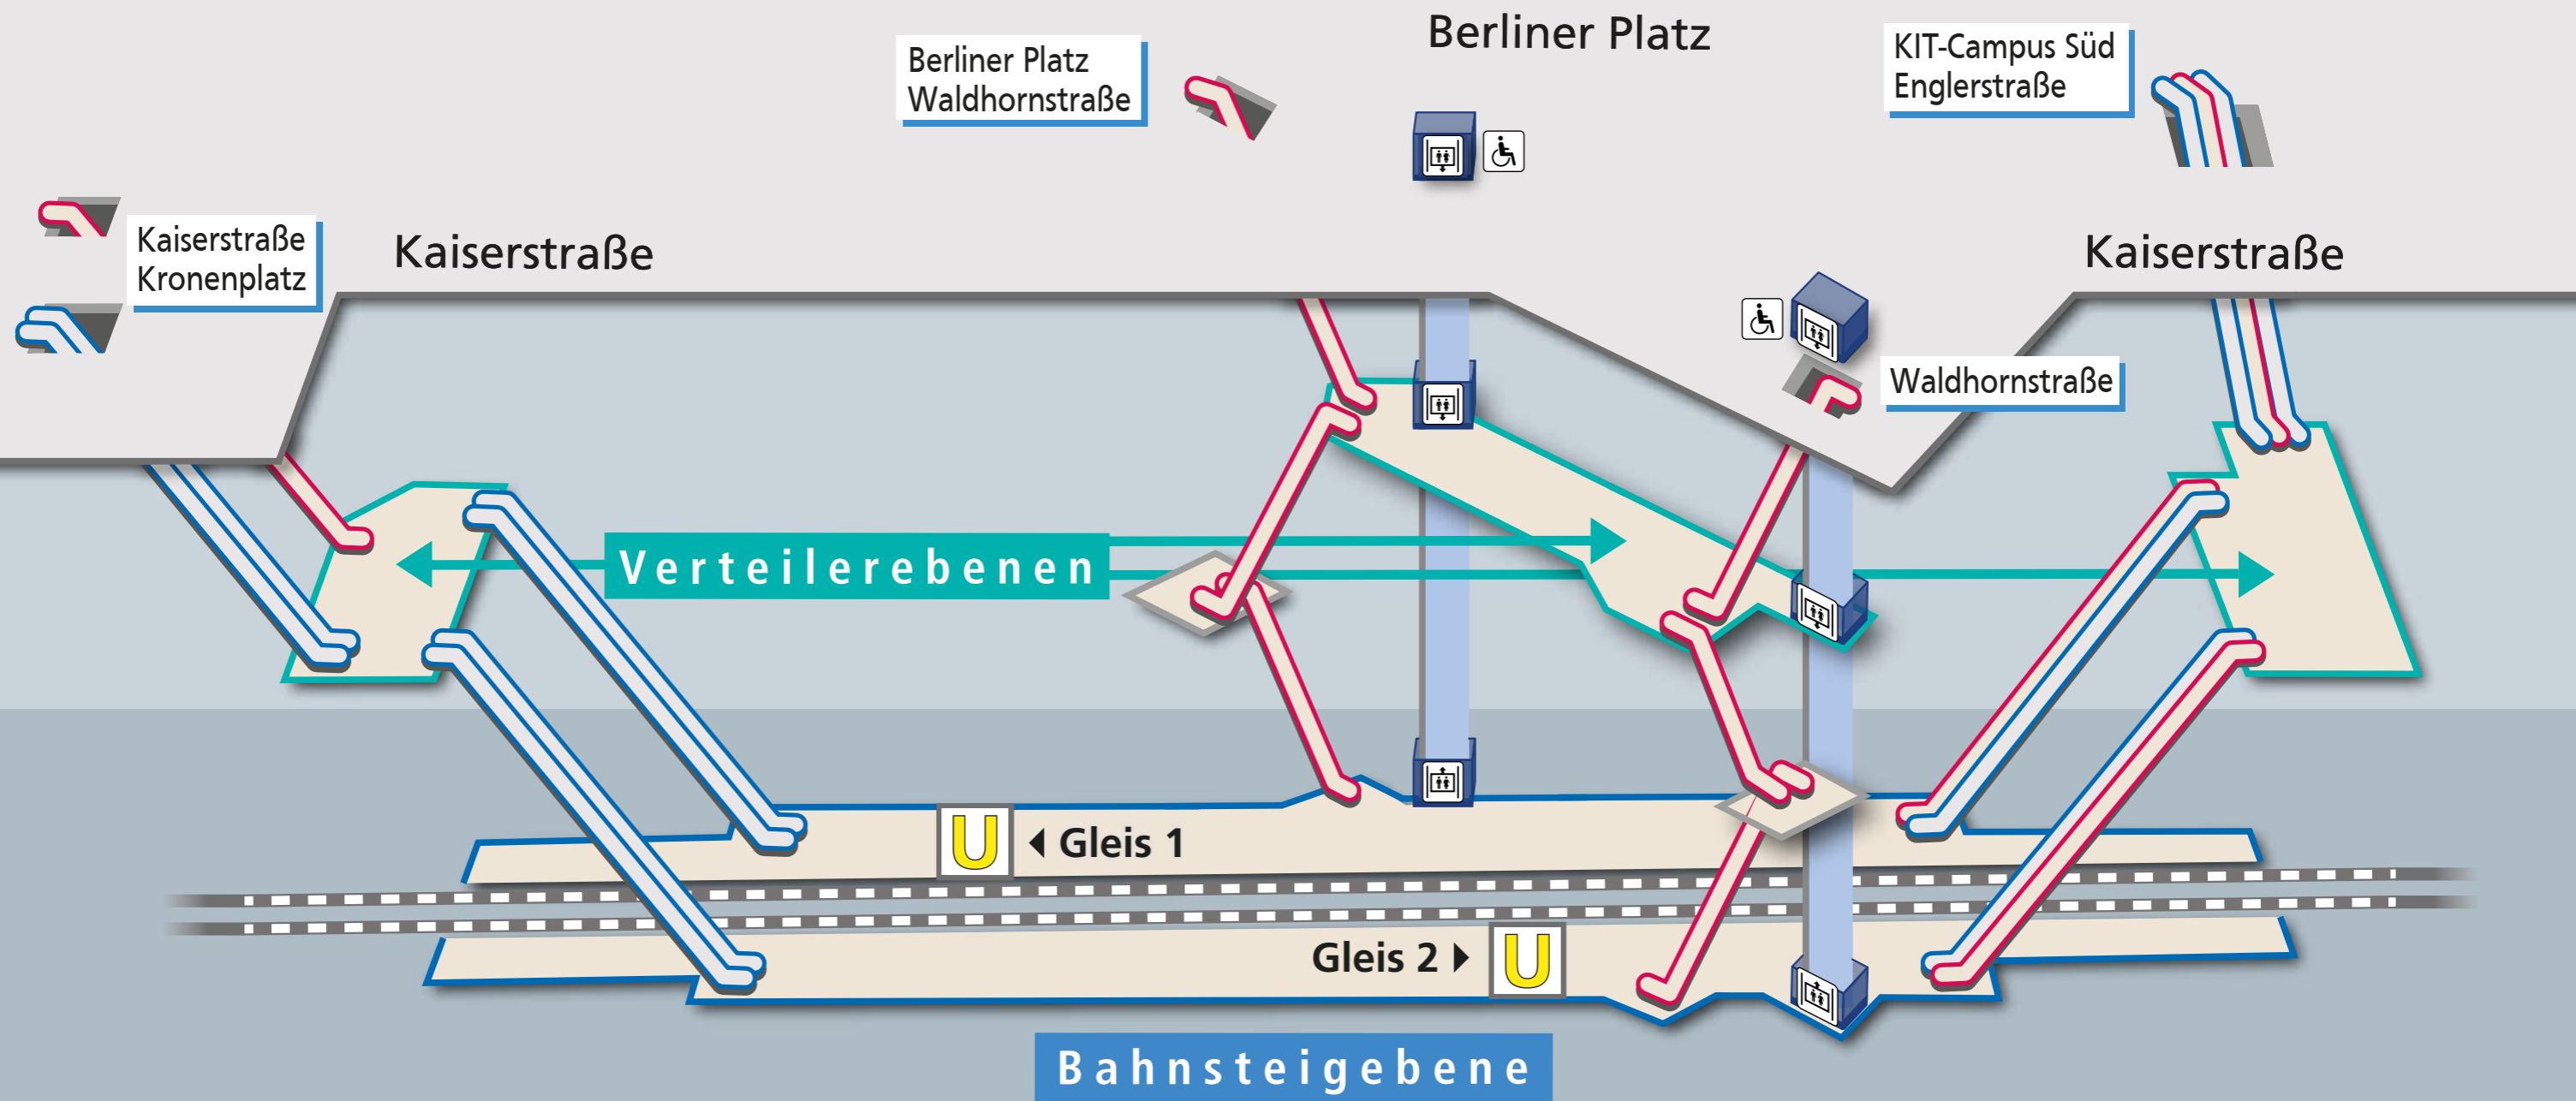 Berliner Platz
Berliner Platz
Waldhornstraße
KIT-Campus Süd
Englerstraße
Kaiserstraße
Kronenplatz
Kaiserstraße
Kaiserstraße
Waldhornstraße
Verteilerebenen
U
Gleis 1
Gleis 2
U
Bahnsteigebene